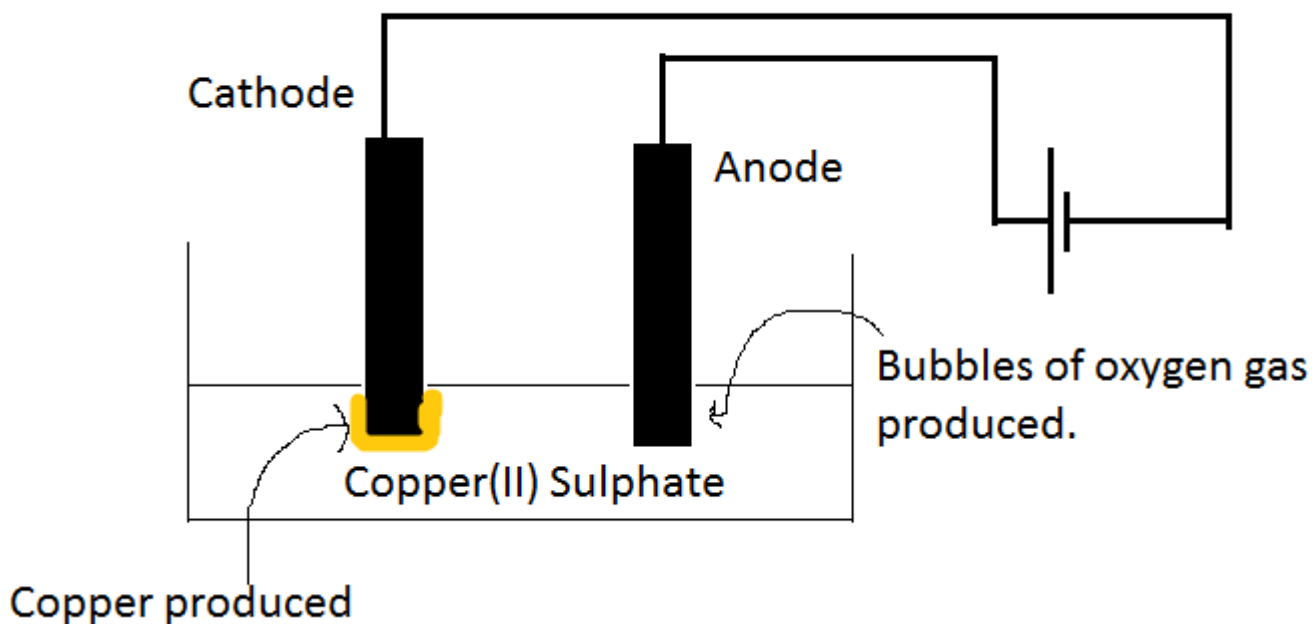 Cathode
Anode
Bubbles of oxygen gas
produced.
Copper(II) Sulphate
Copper produced